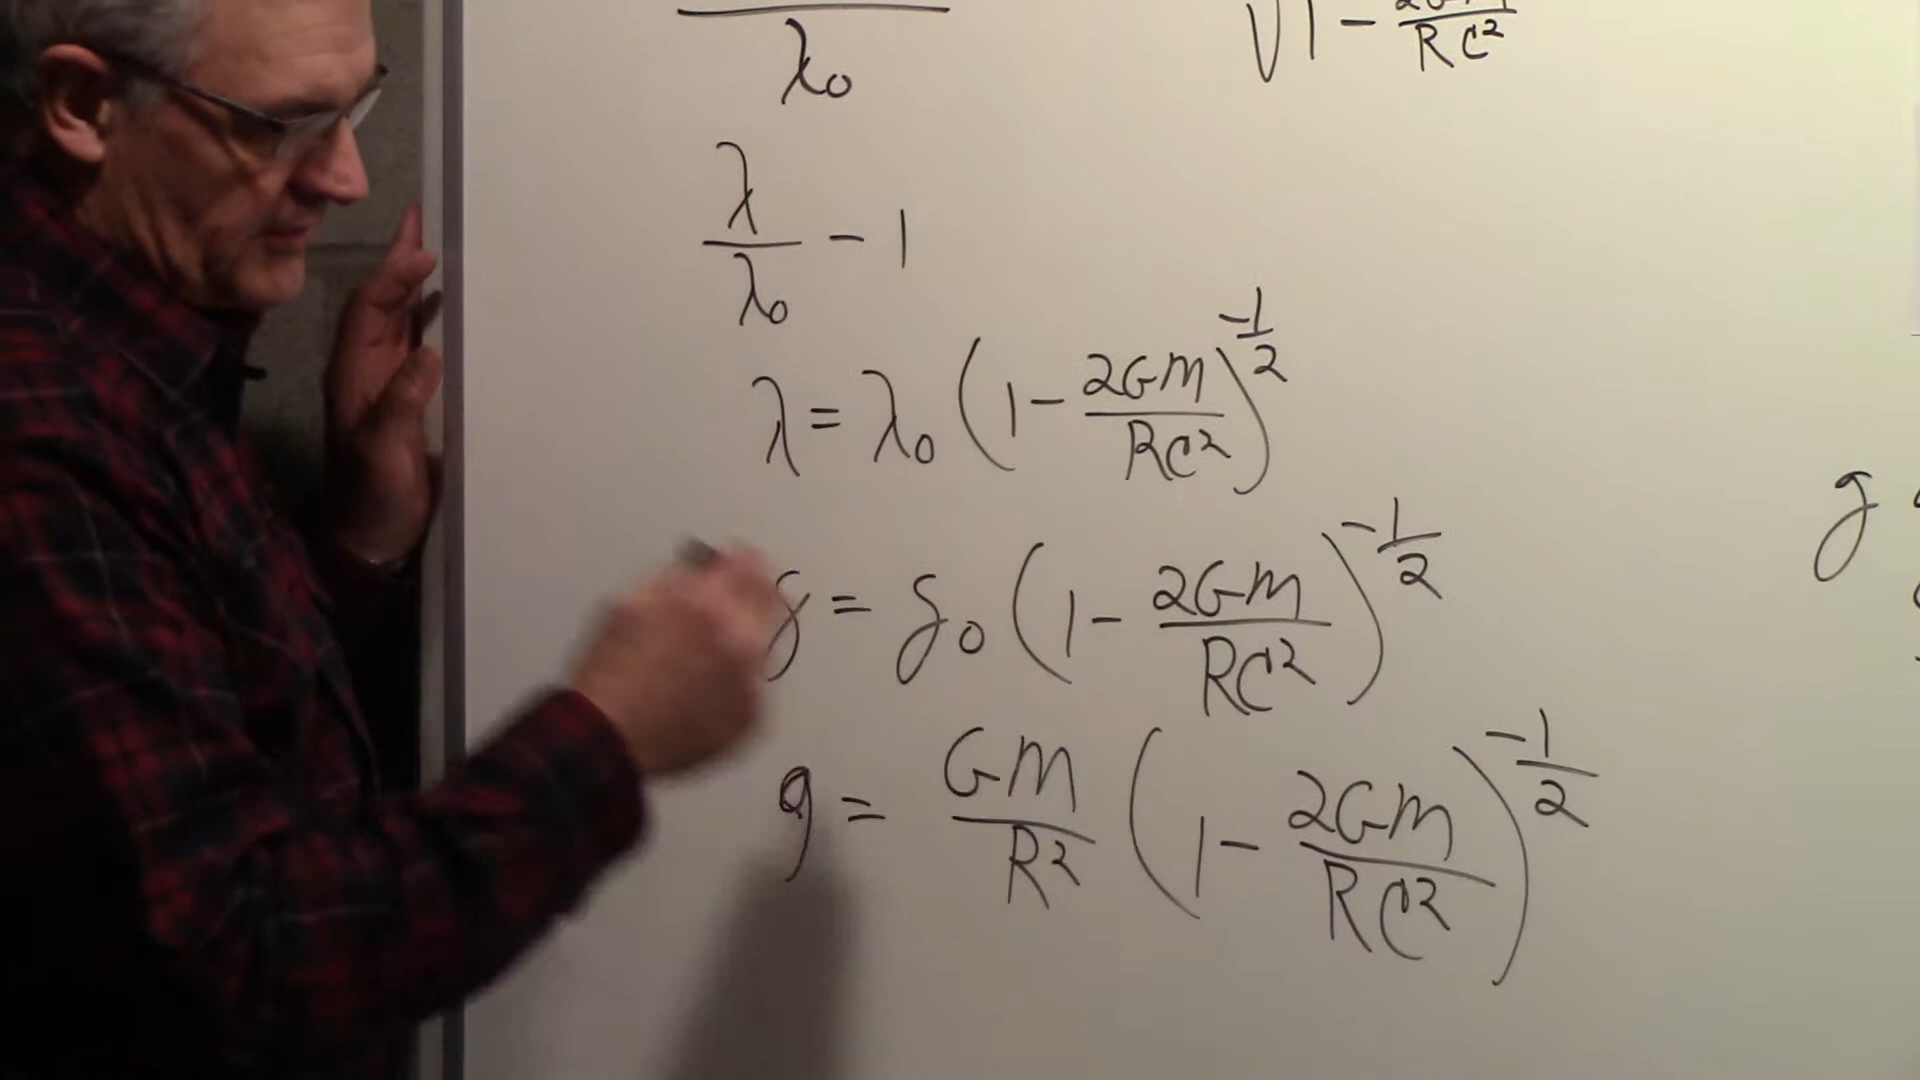 λ₀
√1 - 2GM/RC²
λ/λ₀ - 1
λ = λ₀ (1 - 2GM/RC²)^(-1/2)
g = g₀ (1 - 2GM/RC²)^(-1/2)
g
g = GM/R² (1 - 2GM/RC²)^(-1/2)